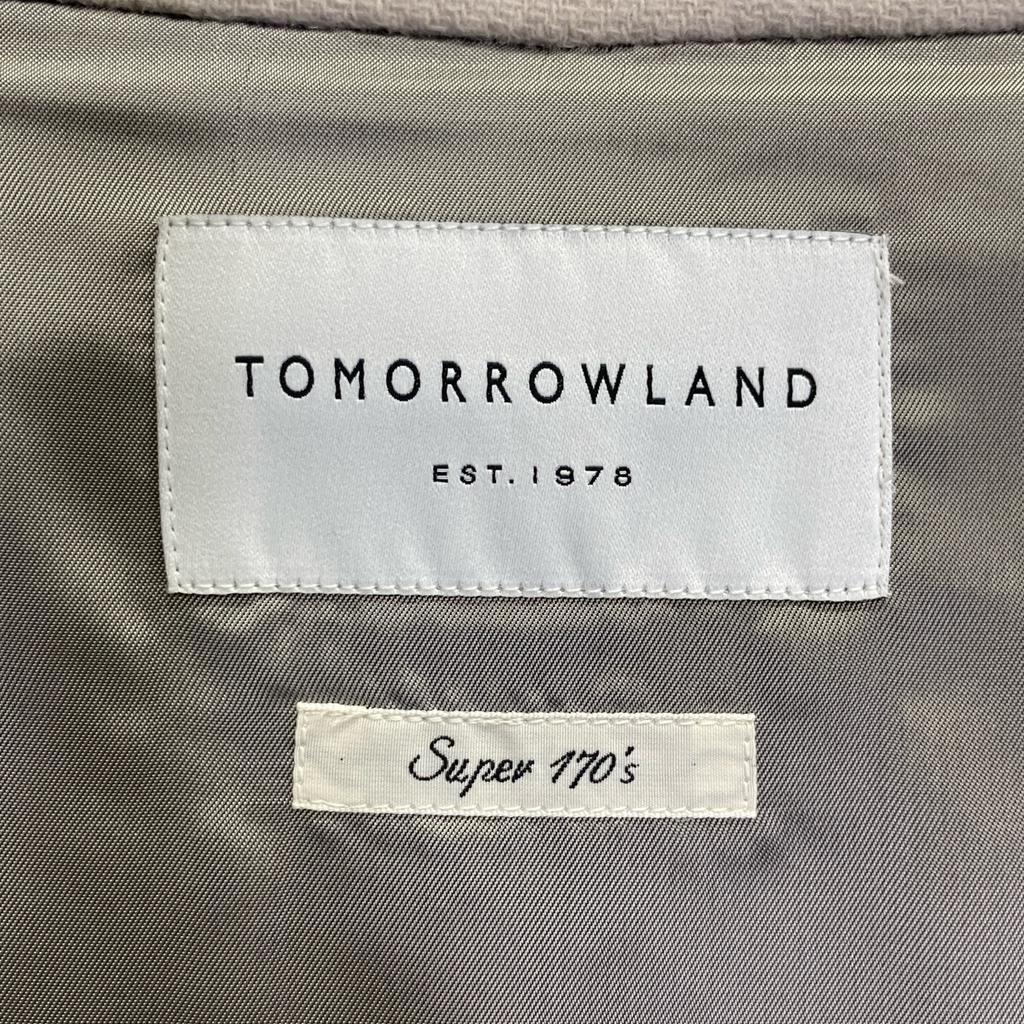 TOMORROWLAND
EST. 1978
Super 170's